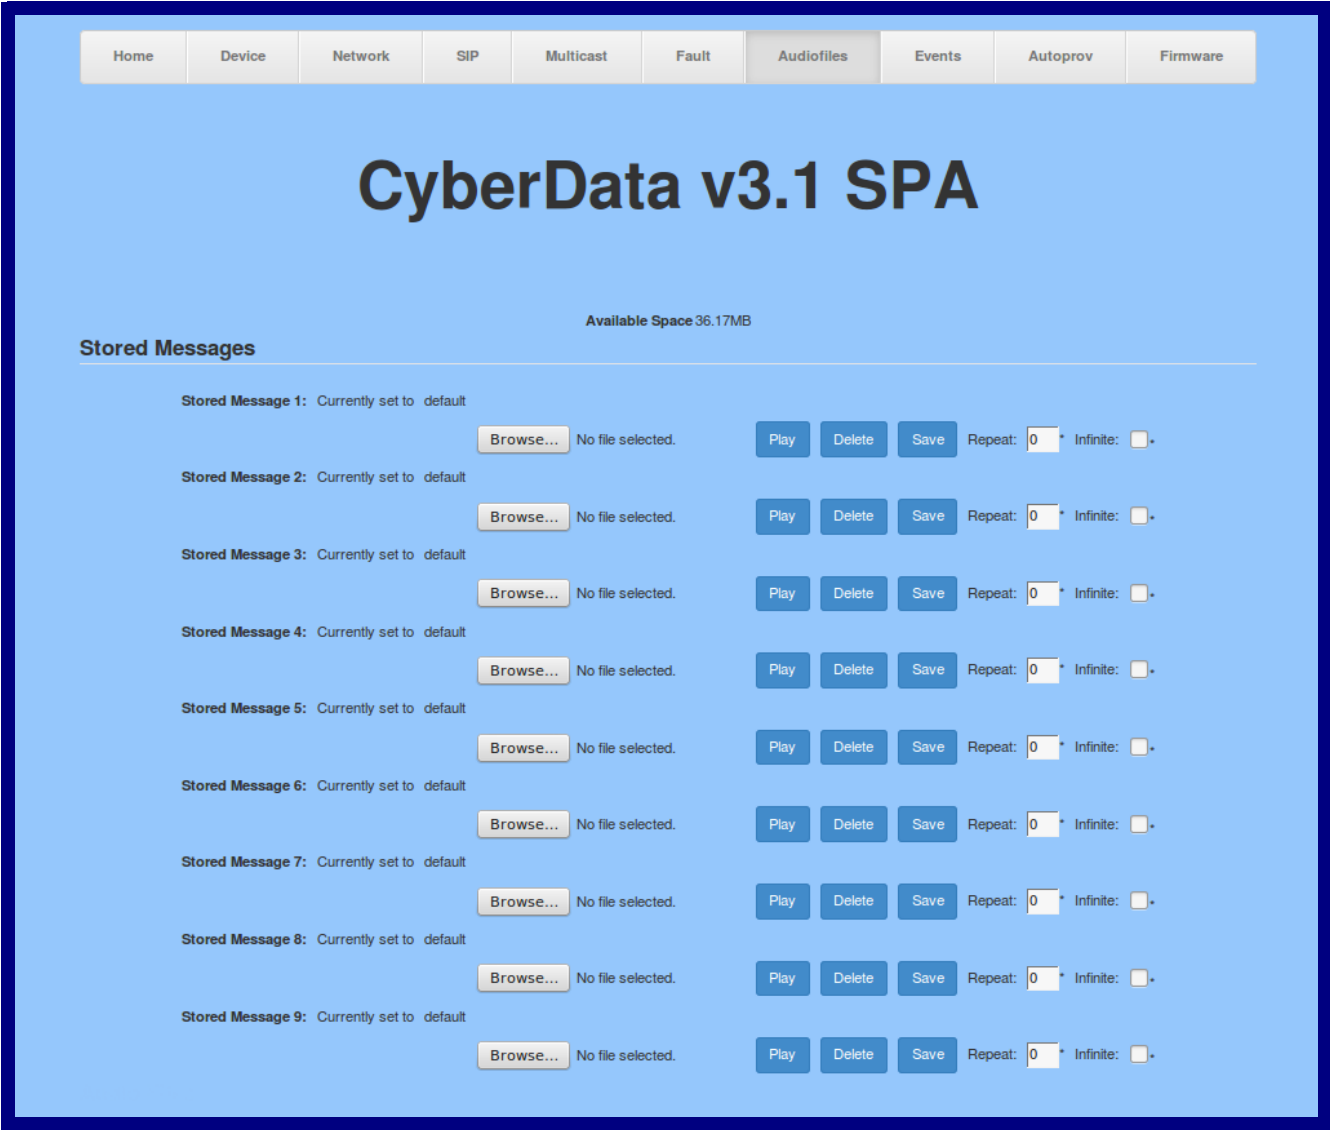 Home Device Network SIP Multicast Fault Audiofiles Events Autoprov Firmware
CyberData v3.1 SPA
Available Space 36.17MB
Stored Messages
Stored Message 1: Currently set to default
Browse... No file selected. Play Delete Save Repeat: 0 * Infinite: *
Stored Message 2: Currently set to default
Browse... No file selected. Play Delete Save Repeat: 0 * Infinite: *
Stored Message 3: Currently set to default
Browse... No file selected. Play Delete Save Repeat: 0 * Infinite: *
Stored Message 4: Currently set to default
Browse... No file selected. Play Delete Save Repeat: 0 * Infinite: *
Stored Message 5: Currently set to default
Browse... No file selected. Play Delete Save Repeat: 0 * Infinite: *
Stored Message 6: Currently set to default
Browse... No file selected. Play Delete Save Repeat: 0 * Infinite: *
Stored Message 7: Currently set to default
Browse... No file selected. Play Delete Save Repeat: 0 * Infinite: *
Stored Message 8: Currently set to default
Browse... No file selected. Play Delete Save Repeat: 0 * Infinite: *
Stored Message 9: Currently set to default
Browse... No file selected. Play Delete Save Repeat: 0 * Infinite: *